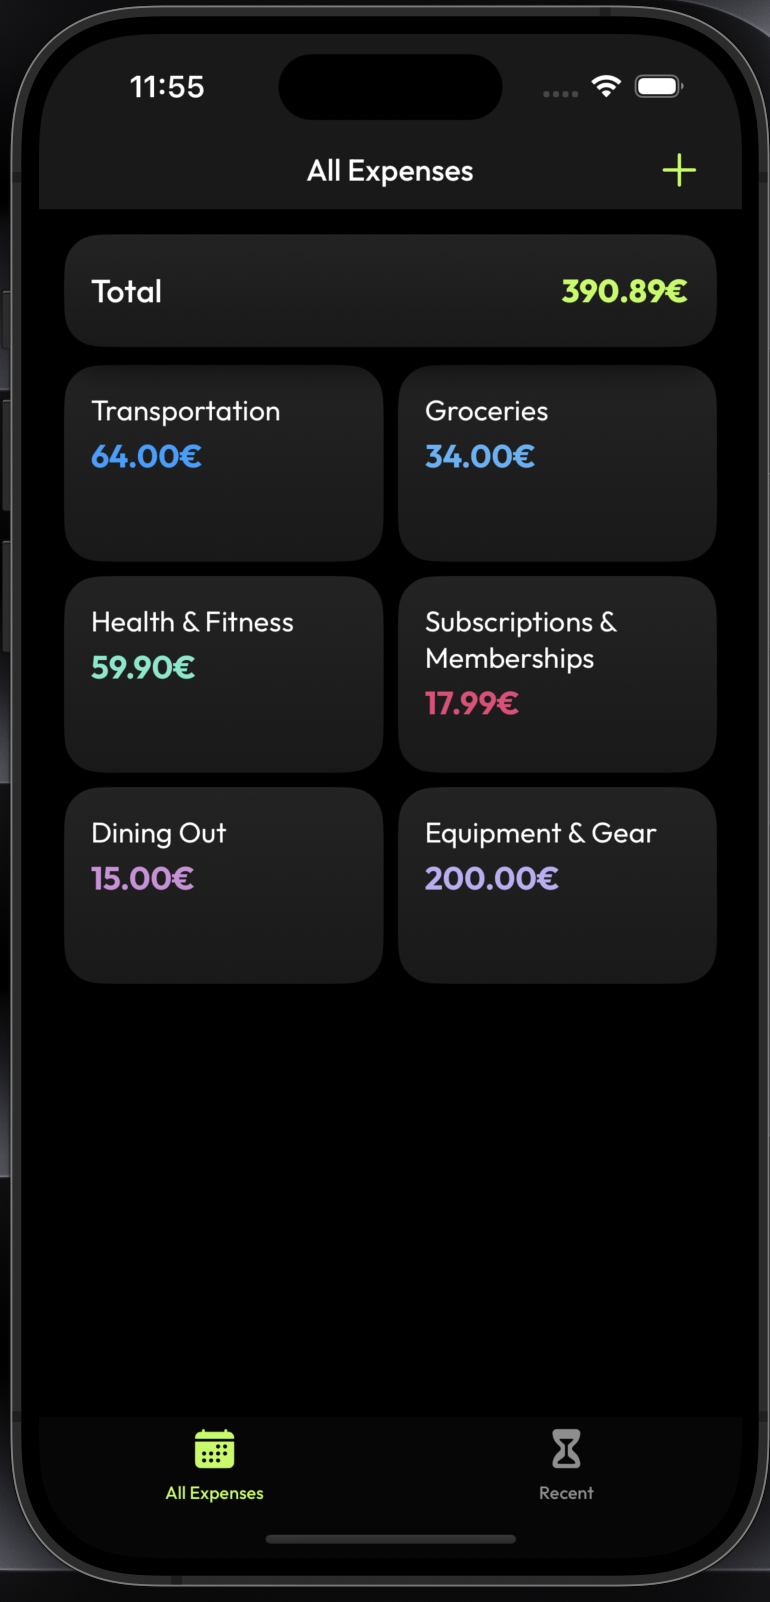 11:55
All Expenses
Total 390.89€
Transportation
64.00€
Groceries
34.00€
Health & Fitness
59.90€
Subscriptions &
Memberships
17.99€
Dining Out
15.00€
Equipment & Gear
200.00€
All Expenses
Recent